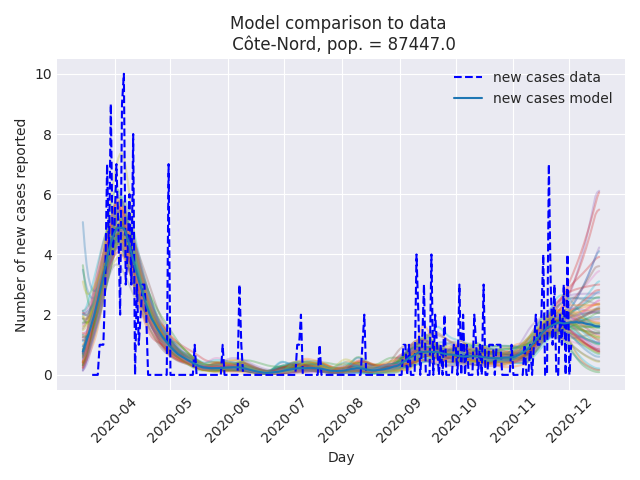 Model comparison to data
Côte-Nord, pop. = 87447.0
new cases data
new cases model
Number of new cases reported
10
8
6
4
2
0
2020-04
2020-05
2020-06
2020-07
2020-08
2020-09
2020-10
2020-11
2020-12
Day